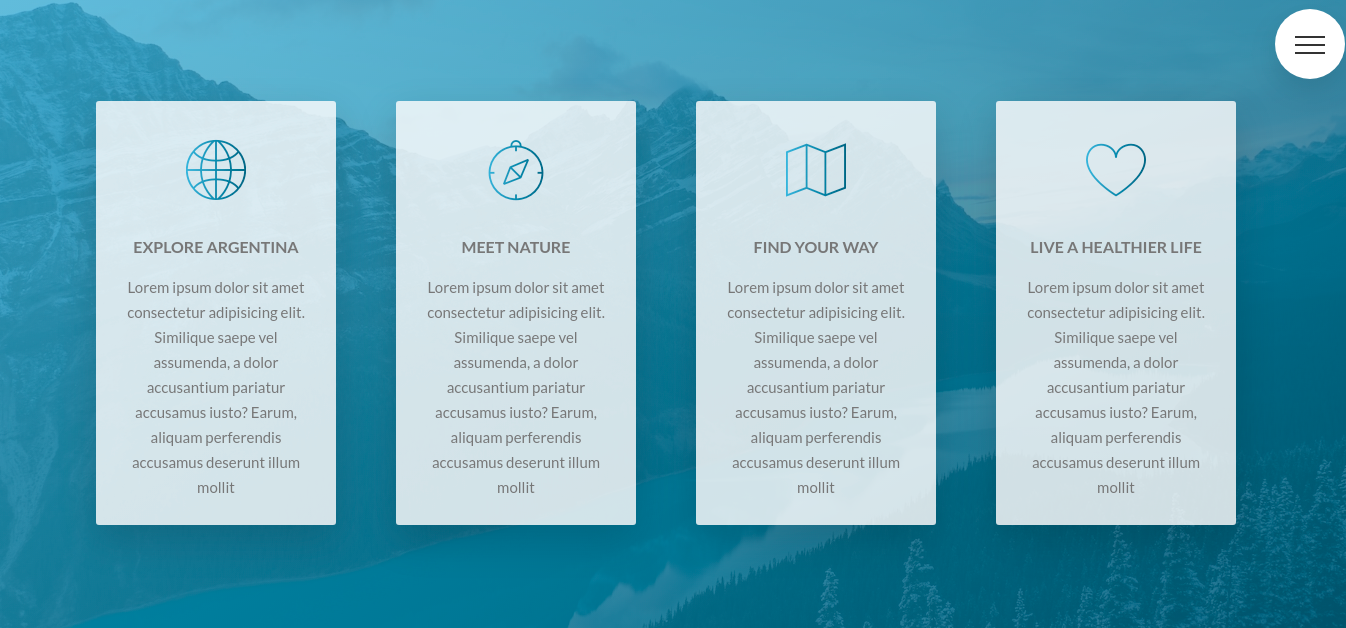 EXPLORE ARGENTINA
Lorem ipsum dolor sit amet
consectetur adipisicing elit.
Similique saepe vel
assumenda, a dolor
accusantium pariatur
accusamus iusto? Earum,
aliquam perferendis
accusamus deserunt illum
mollit
MEET NATURE
Lorem ipsum dolor sit amet
consectetur adipisicing elit.
Similique saepe vel
assumenda, a dolor
accusantium pariatur
accusamus iusto? Earum,
aliquam perferendis
accusamus deserunt illum
mollit
FIND YOUR WAY
Lorem ipsum dolor sit amet
consectetur adipisicing elit.
Similique saepe vel
assumenda, a dolor
accusantium pariatur
accusamus iusto? Earum,
aliquam perferendis
accusamus deserunt illum
mollit
LIVE A HEALTHIER LIFE
Lorem ipsum dolor sit amet
consectetur adipisicing elit.
Similique saepe vel
assumenda, a dolor
accusantium pariatur
accusamus iusto? Earum,
aliquam perferendis
accusamus deserunt illum
mollit